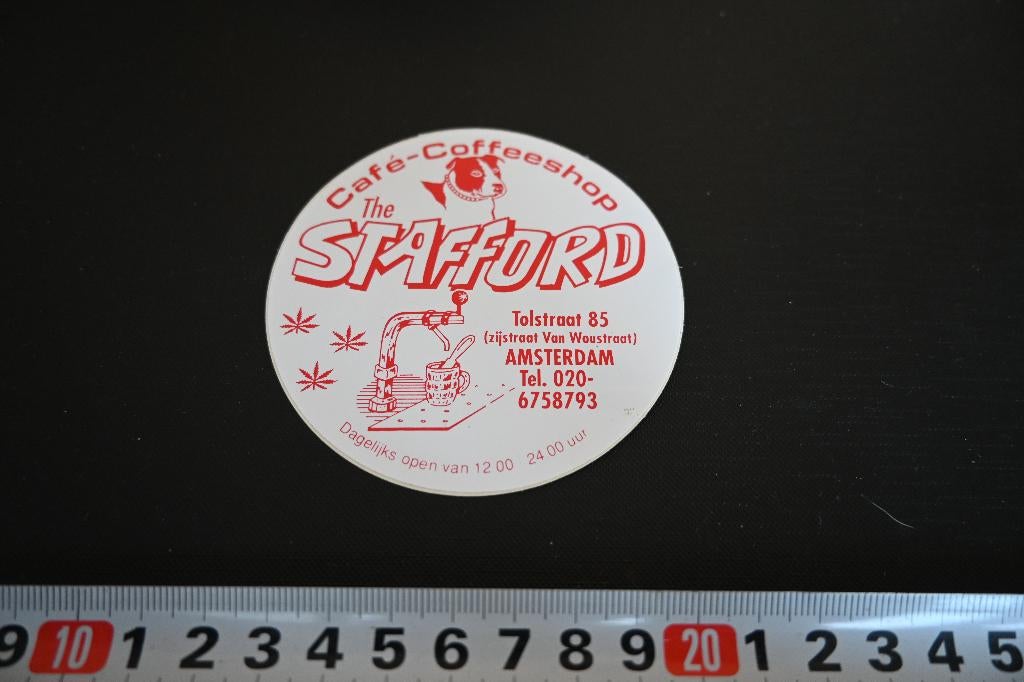 Café-Coffeeshop
The
STAFFORD
Tolstraat 85
(zijstraat Van Woustraat)
AMSTERDAM
Tel. 020-
6758793
Dagelijks open van 12 00 24 00 uur
9 10 1 2 3 4 5 6 7 8 9 20 1 2 3 4 5